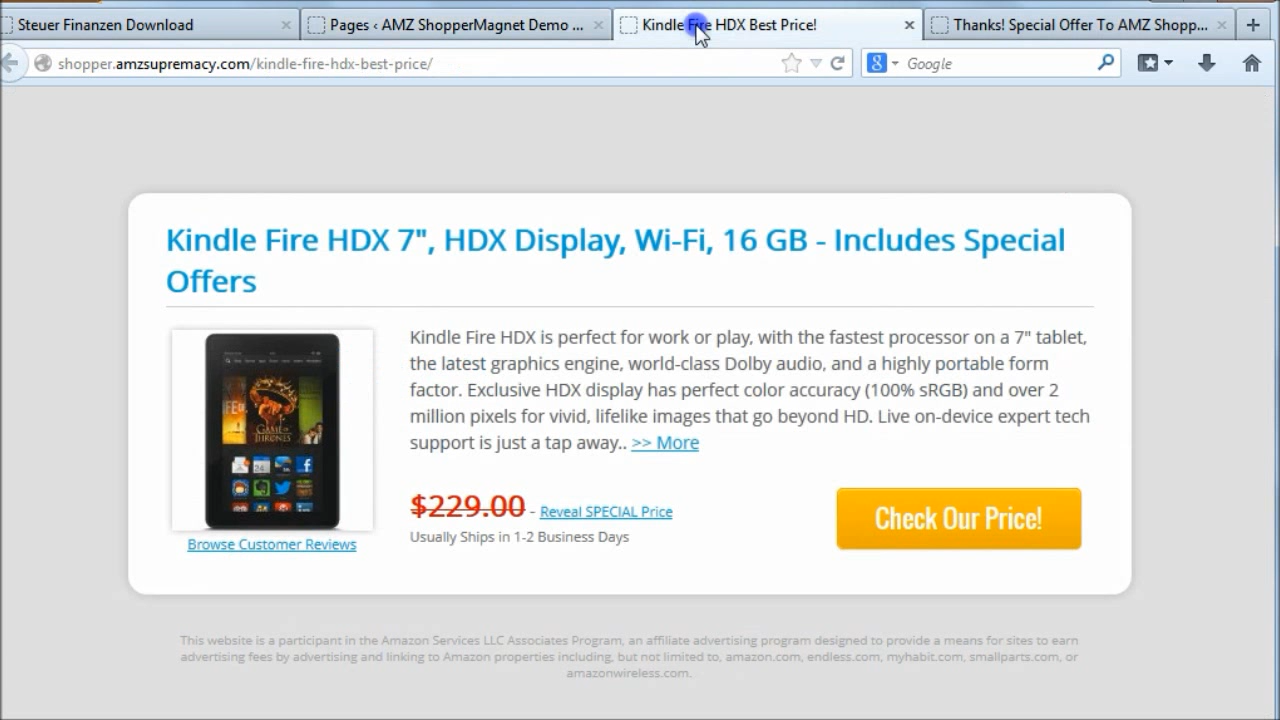 Steuer Finanzen Download
Pages ‹ AMZ ShopperMagnet Demo ...
Kindle Fire HDX Best Price!
Thanks! Special Offer To AMZ Shopp...
shopper.amzsupremacy.com/kindle-fire-hdx-best-price/
Google
Kindle Fire HDX 7", HDX Display, Wi-Fi, 16 GB - Includes Special
Offers
Kindle Fire HDX is perfect for work or play, with the fastest processor on a 7" tablet,
the latest graphics engine, world-class Dolby audio, and a highly portable form
factor. Exclusive HDX display has perfect color accuracy (100% sRGB) and over 2
million pixels for vivid, lifelike images that go beyond HD. Live on-device expert tech
support is just a tap away.. >> More
GAME OF
THRONES
$229.00 - Reveal SPECIAL Price
Check Our Price!
Usually Ships in 1-2 Business Days
Browse Customer Reviews
This website is a participant in the Amazon Services LLC Associates Program, an affiliate advertising program designed to provide a means for sites to earn
advertising fees by advertising and linking to Amazon properties including, but not limited to, amazon.com, endless.com, myhabit.com, smallparts.com, or
amazonwireless.com.